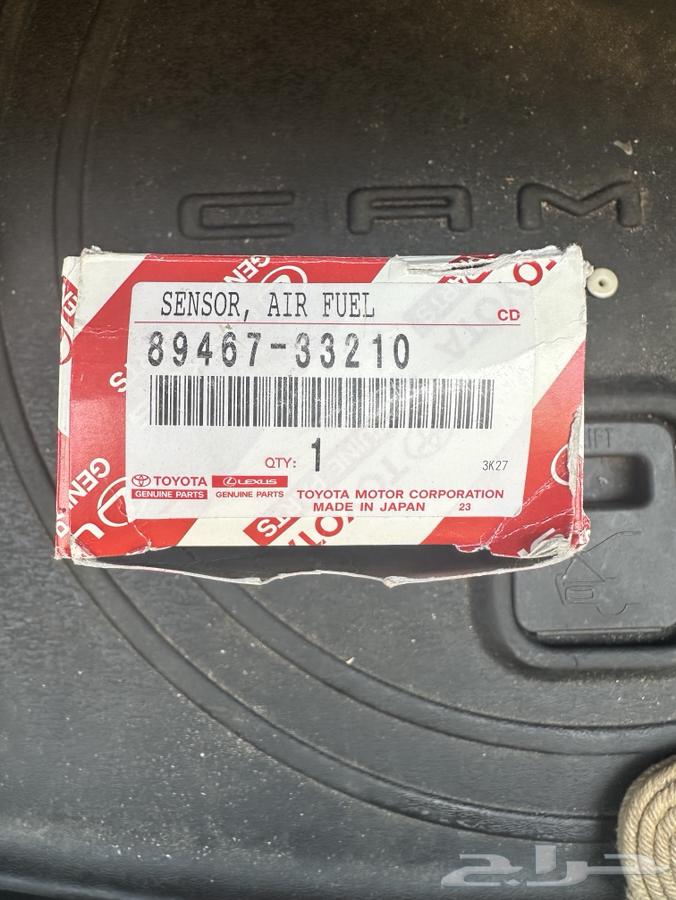 CAM
SENSOR, AIR FUEL
CD
89467-33210
QTY: 1
3K27
TOYOTA
GENUINE PARTS
LEXUS
GENUINE PARTS
TOYOTA MOTOR CORPORATION
MADE IN JAPAN 23
حراج